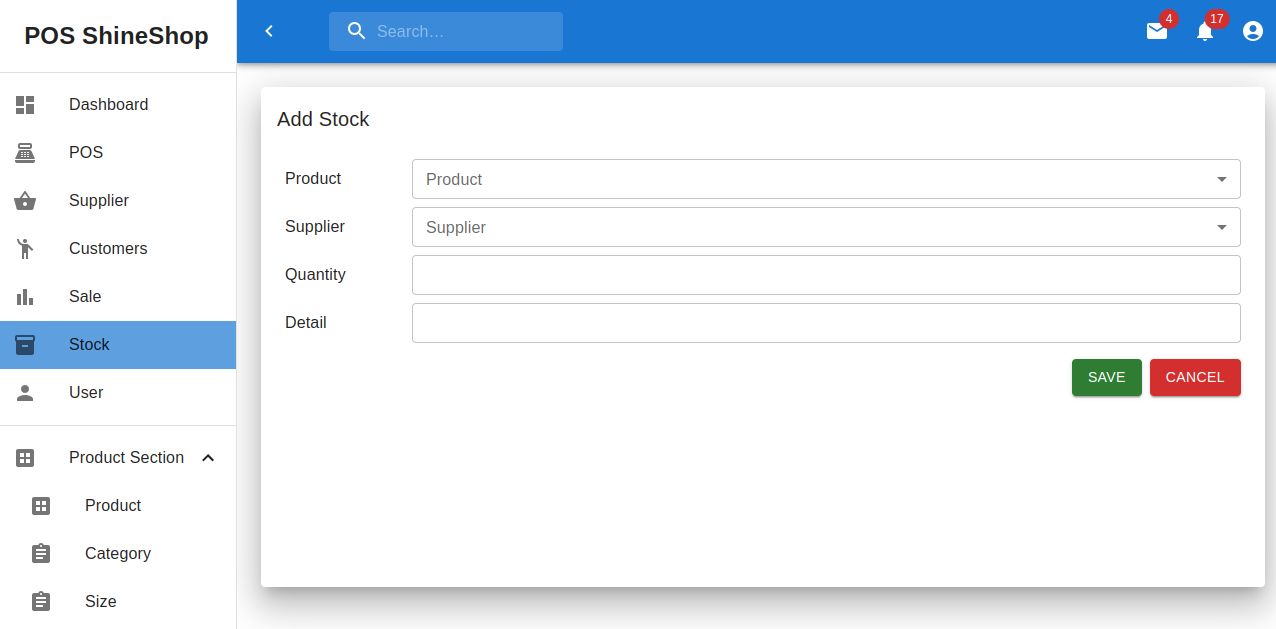 POS ShineShop
Search…
4
17
Dashboard
POS
Supplier
Customers
Sale
Stock
User
Product Section
Product
Category
Size
Add Stock
Product
Product
Supplier
Supplier
Quantity
Detail
SAVE CANCEL